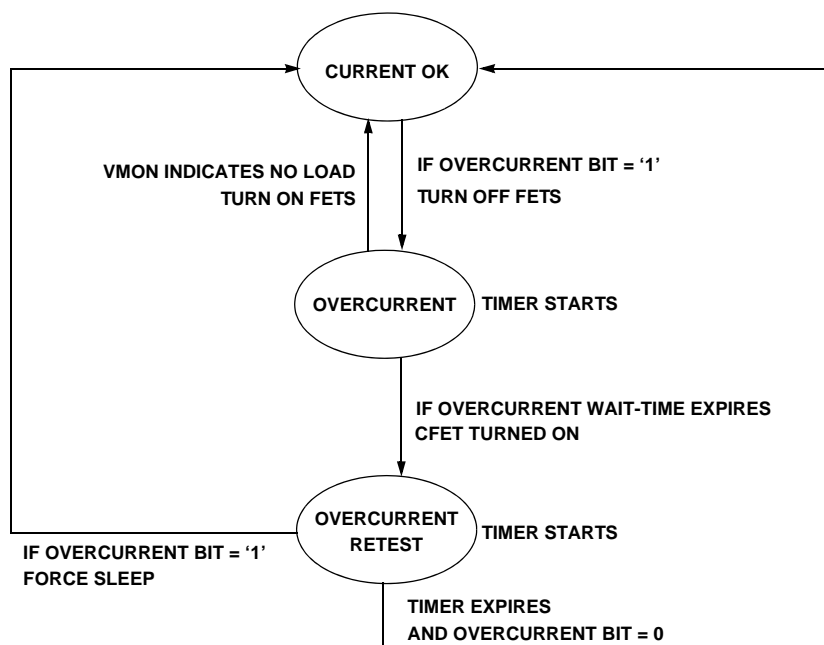 CURRENT OK
VMON INDICATES NO LOAD
TURN ON FETS
IF OVERCURRENT BIT = ‘1’
TURN OFF FETS
OVERCURRENT
TIMER STARTS
IF OVERCURRENT WAIT-TIME EXPIRES
CFET TURNED ON
OVERCURRENT
RETEST
TIMER STARTS
IF OVERCURRENT BIT = ‘1’
FORCE SLEEP
TIMER EXPIRES
AND OVERCURRENT BIT = 0